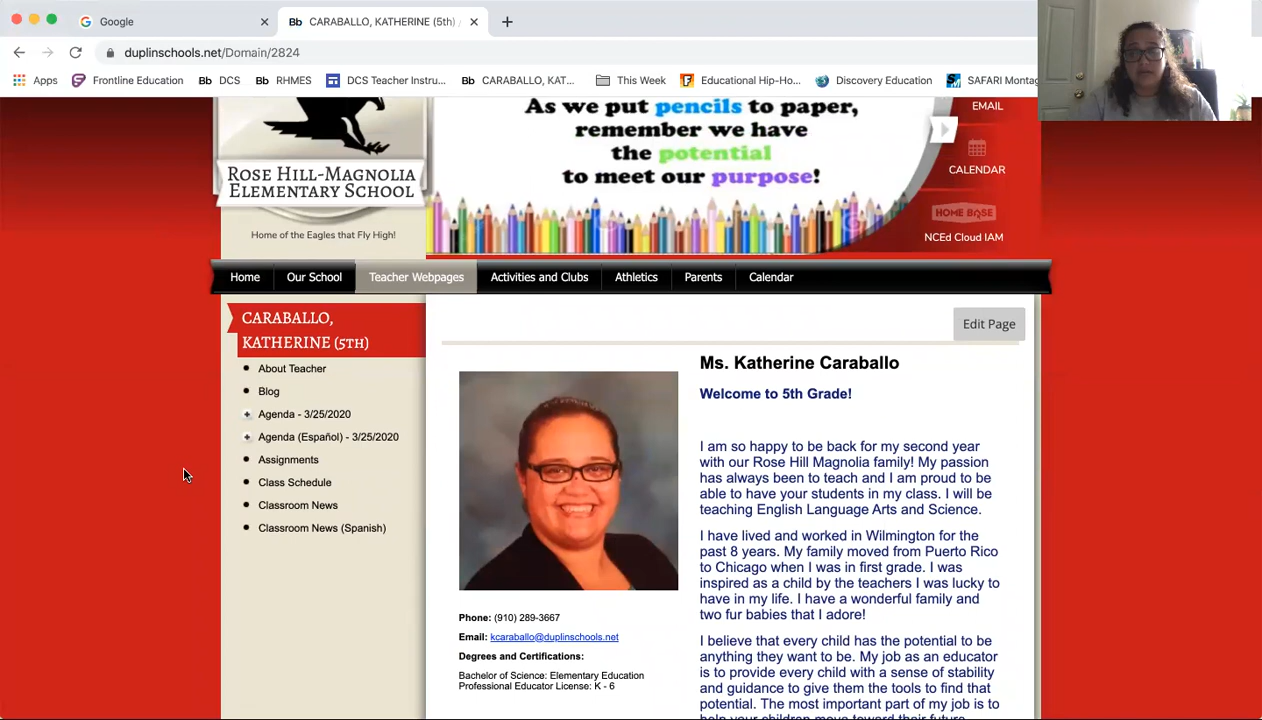 Google
Bb CARABALLO, KATHERINE (5th)
duplinschools.net/Domain/2824
Apps
Frontline Education
Bb DCS
Bb RHMES
DCS Teacher Instru...
Bb CARABALLO, KAT...
This Week
Educational Hip-Ho...
Discovery Education
SAFARI Montag
As we put pencils to paper,
remember we have
the potential
to meet our purpose!
EMAIL
CALENDAR
HOME BASE
NCEd Cloud IAM
ROSE HILL-MAGNOLIA
ELEMENTARY SCHOOL
Home of the Eagles that Fly High!
Home
Our School
Teacher Webpages
Activities and Clubs
Athletics
Parents
Calendar
CARABALLO,
KATHERINE (5TH)
About Teacher
Blog
Agenda - 3/25/2020
Agenda (Español) - 3/25/2020
Assignments
Class Schedule
Classroom News
Classroom News (Spanish)
Edit Page
Ms. Katherine Caraballo
Welcome to 5th Grade!
I am so happy to be back for my second year
with our Rose Hill Magnolia family! My passion
has always been to teach and I am proud to be
able to have your students in my class. I will be
teaching English Language Arts and Science.
I have lived and worked in Wilmington for the
past 8 years. My family moved from Puerto Rico
to Chicago when I was in first grade. I was
inspired as a child by the teachers I was lucky to
have in my life. I have a wonderful family and
two fur babies that I adore!
I believe that every child has the potential to be
anything they want to be. My job as an educator
is to provide every child with a sense of stability
and guidance to give them the tools to find that
potential. The most important part of my job is to
help your children move toward their future
Phone: (910) 289-3667
Email: kcaraballo@duplinschools.net
Degrees and Certifications:
Bachelor of Science: Elementary Education
Professional Educator License: K - 6